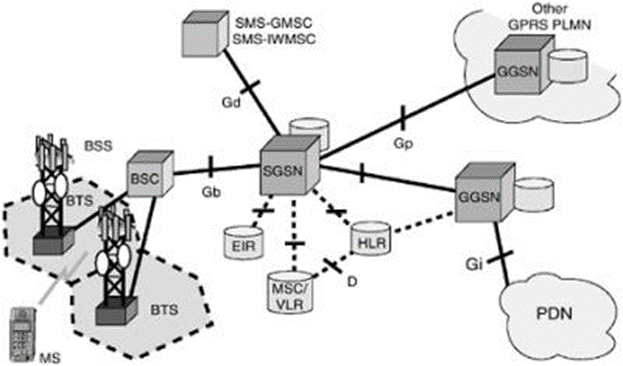 SMS-GMSC
SMS-IWMSC
Other
GPRS PLMN
GGSN
Gd
Gp
BSS
BSC
Gb
SGSN
BTS
GGSN
EIR
HLR
D
MSC/
VLR
Gi
BTS
PDN
MS